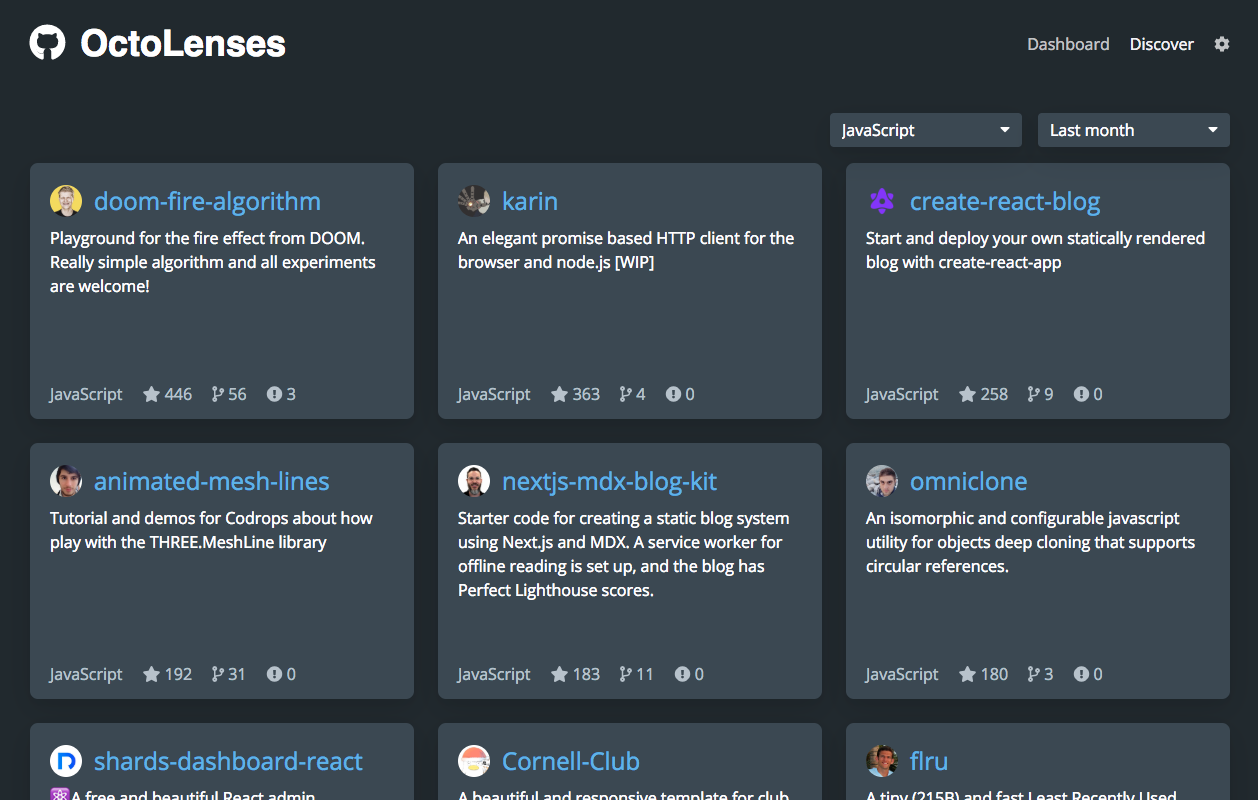 OctoLenses
Dashboard Discover
JavaScript Last month
doom-fire-algorithm
Playground for the fire effect from DOOM.
Really simple algorithm and all experiments
are welcome!
JavaScript 446 56 3
karin
An elegant promise based HTTP client for the
browser and node.js [WIP]
JavaScript 363 4 0
create-react-blog
Start and deploy your own statically rendered
blog with create-react-app
JavaScript 258 9 0
animated-mesh-lines
Tutorial and demos for Codrops about how
play with the THREE.MeshLine library
JavaScript 192 31 0
nextjs-mdx-blog-kit
Starter code for creating a static blog system
using Next.js and MDX. A service worker for
offline reading is set up, and the blog has
Perfect Lighthouse scores.
JavaScript 183 11 0
omniclone
An isomorphic and configurable javascript
utility for objects deep cloning that supports
circular references.
JavaScript 180 3 0
shards-dashboard-react
⚛️A free and beautiful React admin
Cornell-Club
A beautiful and responsive template for club
flru
A tiny (215B) and fast Least Recently Used